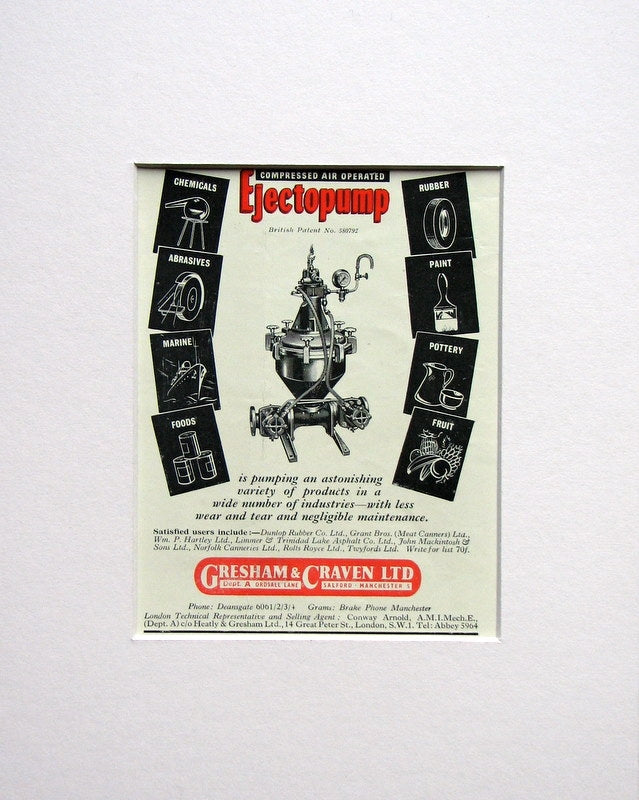 COMPRESSED AIR OPERATED
Ejectopump
British Patent No. 380792
CHEMICALS
ABRASIVES
MARINE
FOODS
RUBBER
PAINT
POTTERY
FRUIT
is pumping an astonishing
variety of products in a
wide number of industries—with less
wear and tear and negligible maintenance.
Satisfied users include:—Dunlop Rubber Co. Ltd., Grant Bros. (Meat Canners) Ltd.,
Wm. P. Hartley Ltd., Limmer & Trinidad Lake Asphalt Co. Ltd., John Mackintosh &
Sons Ltd., Norfolk Canneries Ltd., Rolls Royce Ltd., Twyfords Ltd. Write for list 70J.
GRESHAM & CRAVEN LTD
Dept. A ORDSALL LANE SALFORD · MANCHESTER 5
Phone: Deansgate 6061/2/3/4 Grams: Brake Phone Manchester
London Technical Representative and Selling Agent: Conway Arnold, A.M.I.Mech.E.,
(Dept. A) c/o Heatly & Gresham Ltd., 14 Great Peter St., London, S.W.1. Tel: Abbey 5964